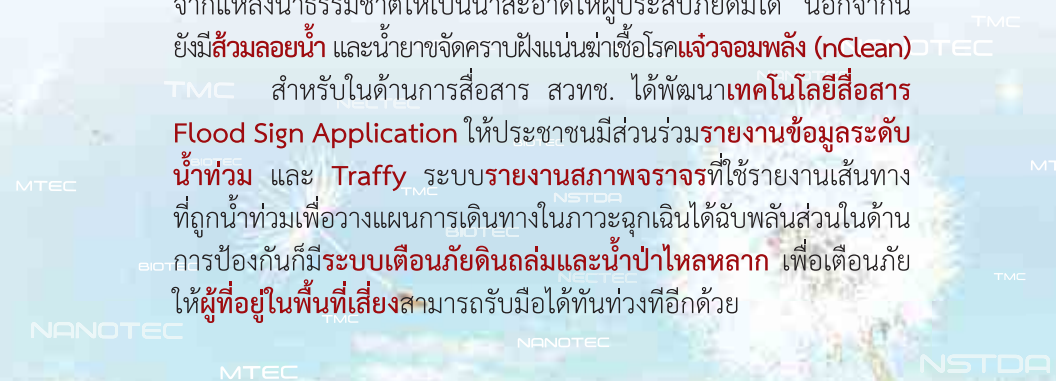 จากแหล่งน้ำธรรมชาติให้เป็นน้ำสะอาดให้ผู้ประสบภัยดื่มได้ นอกจากนี้
ยังมีส้วมลอยน้ำ และน้ำยาขจัดคราบฝังแน่นฆ่าเชื้อโรคแจ๋วจอมพลัง (nClean)
สำหรับในด้านการสื่อสาร สวทช. ได้พัฒนาเทคโนโลยีสื่อสาร
Flood Sign Application ให้ประชาชนมีส่วนร่วมรายงานข้อมูลระดับ
น้ำท่วม และ Traffy ระบบรายงานสภาพจราจรที่ใช้รายงานเส้นทาง
ที่ถูกน้ำท่วมเพื่อวางแผนการเดินทางในภาวะฉุกเฉินได้ฉับพลันส่วนในด้าน
การป้องกันก็มีระบบเตือนภัยดินถล่มและน้ำป่าไหลหลาก เพื่อเตือนภัย
ให้ผู้ที่อยู่ในพื้นที่เสี่ยงสามารถรับมือได้ทันท่วงทีอีกด้วย
TMC
TMC
NECTEC
BIOTEC
MTEC
TMC
NSTDA
BIOTEC
NECTEC
TMC
TMC
NANOTEC
NANOTEC
MTEC
NSTDA